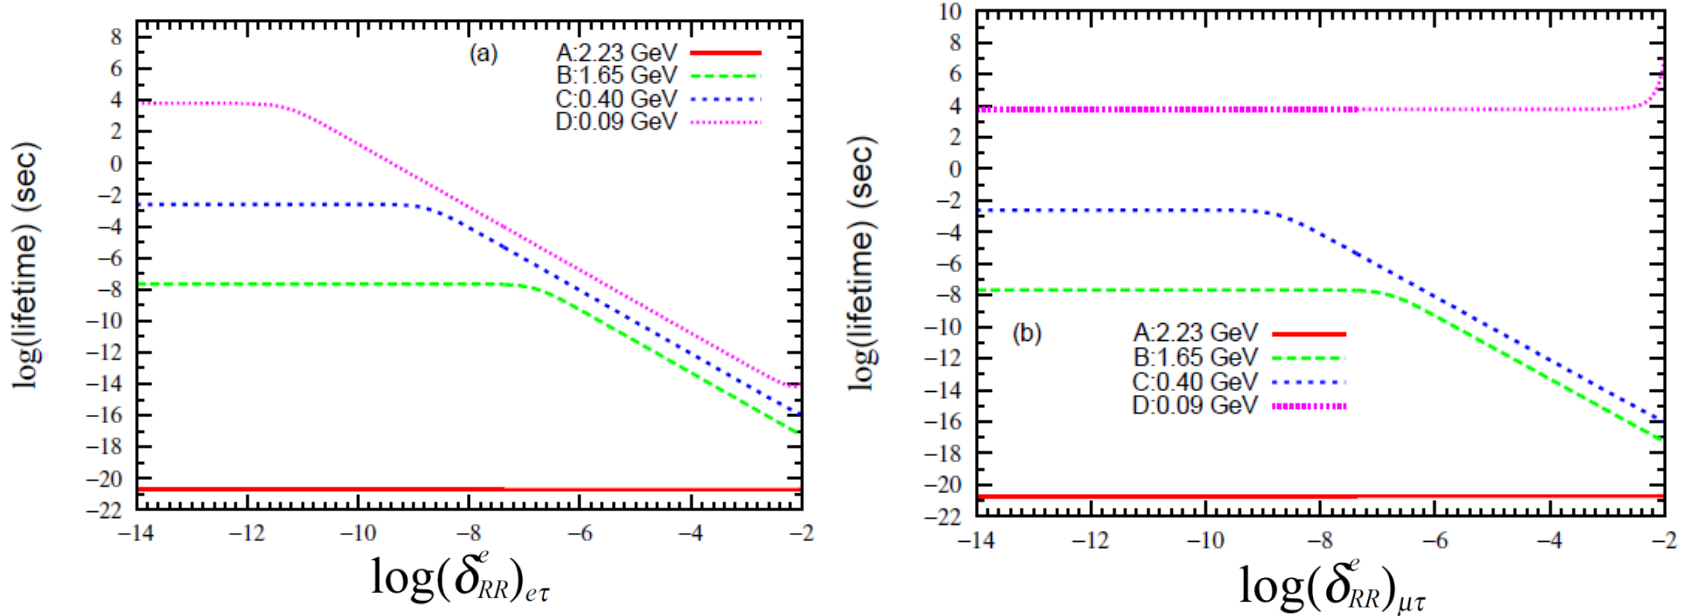 (a)
A:2.23 GeV
B:1.65 GeV
C:0.40 GeV
D:0.09 GeV
8
6
4
2
0
−2
−4
−6
−8
−10
−12
−14
−16
−18
−20
−22
−14 −12 −10 −8 −6 −4 −2
log(lifetime) (sec)
log(δ^e_RR)_eτ
10
8
6
4
2
0
−2
−4
−6
−8
−10
−12
−14
−16
−18
−20
−22
(b)
A:2.23 GeV
B:1.65 GeV
C:0.40 GeV
D:0.09 GeV
−14 −12 −10 −8 −6 −4 −2
log(lifetime) (sec)
log(δ^e_RR)_μτ